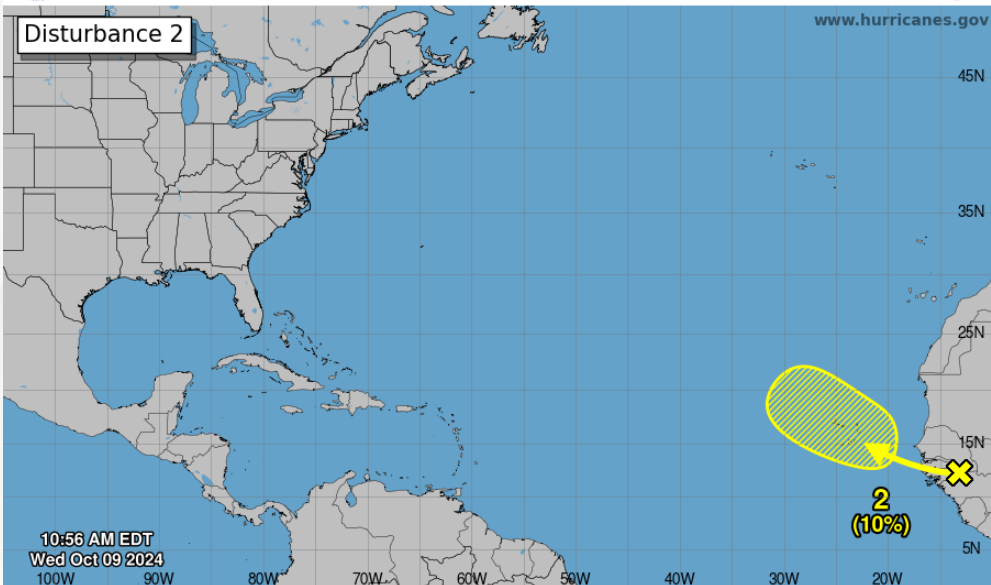 Disturbance 2
www.hurricanes.gov
45N
35N
25N
15N
2
(10%)
10:56 AM EDT
Wed Oct 09 2024
5N
100W
90W
80W
70W
60W
50W
40W
30W
20W